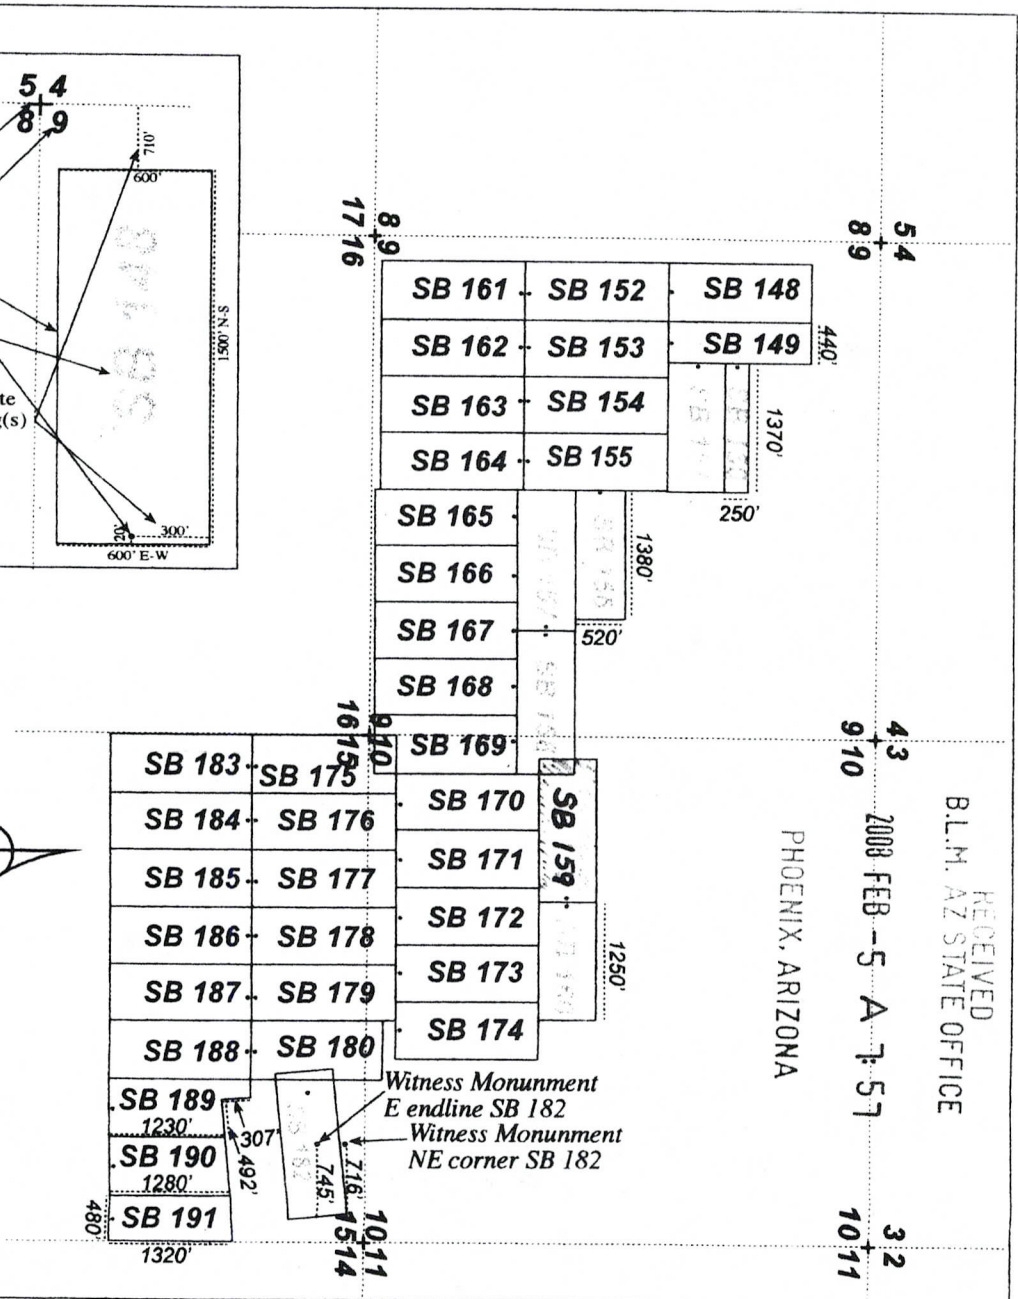 5 4
8 9
710'
600'
SB 148
1500' N-S
te
g(s)
20'
300'
600' E-W
17 16
8 9
8 9
5 4
SB 161
SB 152
SB 148
SB 162
SB 153
SB 149
440'
SB 163
SB 154
1370'
SB 164
SB 155
250'
SB 165
1380'
SB 166
SB 167
520'
SB 168
SB 169
16 15
9 10
9 10
4 3
SB 183
SB 175
SB 170
SB 159
SB 184
SB 176
SB 171
SB 185
SB 177
SB 172
SB 186
SB 178
SB 173
1250'
SB 187
SB 179
SB 174
SB 188
SB 180
RECEIVED
B.L.M. AZ STATE OFFICE
2008 FEB -5 A 7:57
PHOENIX, ARIZONA
Witness Monunment
E endline SB 182
Witness Monunment
NE corner SB 182
SB 189
1230'
307'
SB 190
492'
1280'
SB 182
745'
716'
SB 191
480'
1320'
15 14
10 11
10 11
3 2